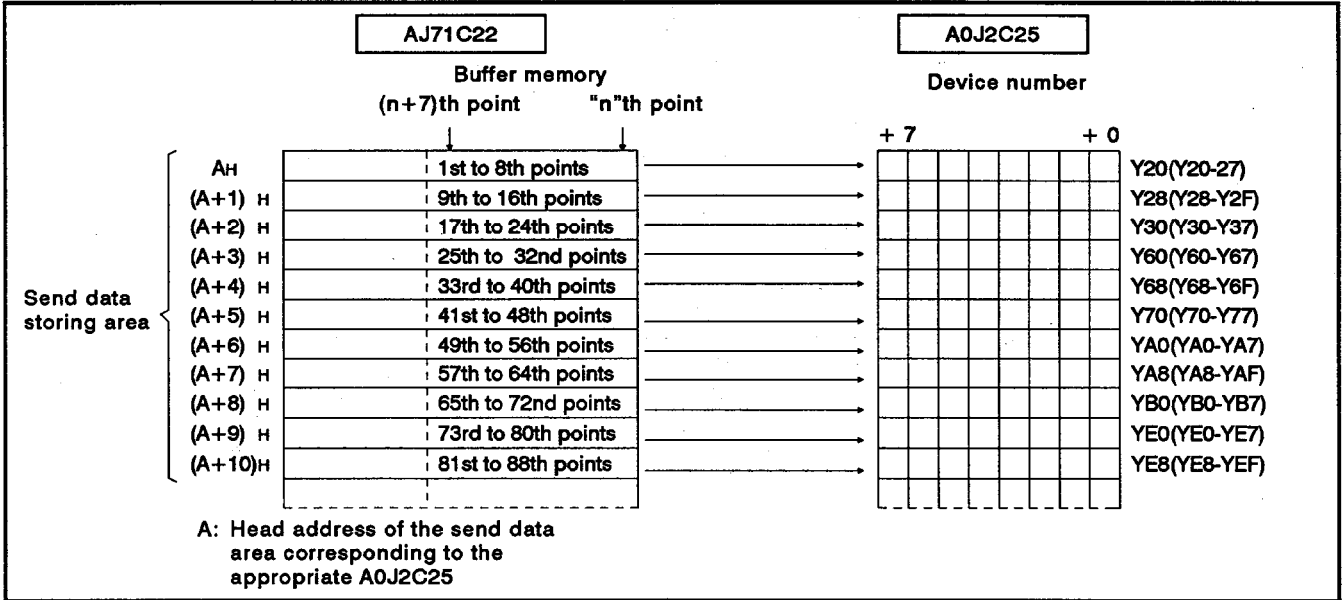 AJ71C22 A0J2C25
Buffer memory
Device number
(n+7)th point "n"th point
+ 7 + 0
AH 1st to 8th points Y20(Y20-27)
(A+1) H 9th to 16th points Y28(Y28-Y2F)
(A+2) H 17th to 24th points Y30(Y30-Y37)
(A+3) H 25th to 32nd points Y60(Y60-Y67)
(A+4) H 33rd to 40th points Y68(Y68-Y6F)
Send data
storing area
(A+5) H 41st to 48th points Y70(Y70-Y77)
(A+6) H 49th to 56th points YA0(YA0-YA7)
(A+7) H 57th to 64th points YA8(YA8-YAF)
(A+8) H 65th to 72nd points YB0(YB0-YB7)
(A+9) H 73rd to 80th points YE0(YE0-YE7)
(A+10)H 81st to 88th points YE8(YE8-YEF)
A: Head address of the send data
area corresponding to the
appropriate A0J2C25